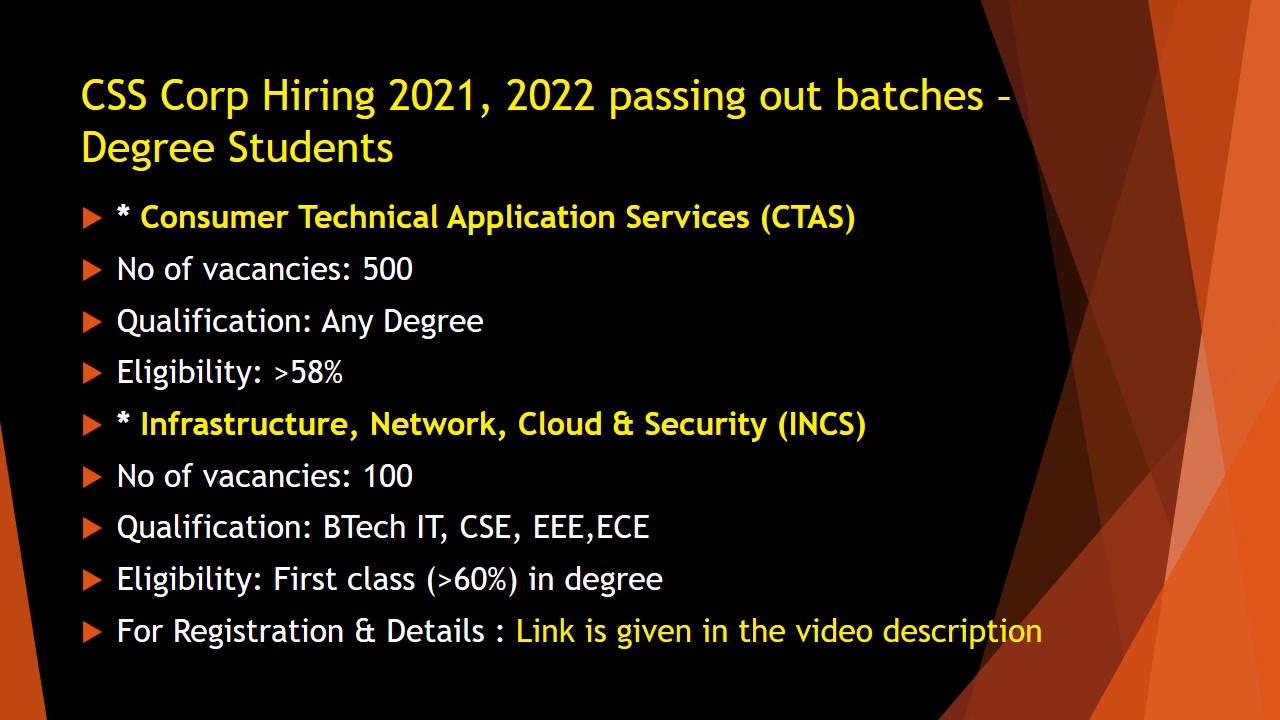 CSS Corp Hiring 2021, 2022 passing out batches –
Degree Students
* Consumer Technical Application Services (CTAS)
No of vacancies: 500
Qualification: Any Degree
Eligibility: >58%
* Infrastructure, Network, Cloud & Security (INCS)
No of vacancies: 100
Qualification: BTech IT, CSE, EEE,ECE
Eligibility: First class (>60%) in degree
For Registration & Details : Link is given in the video description